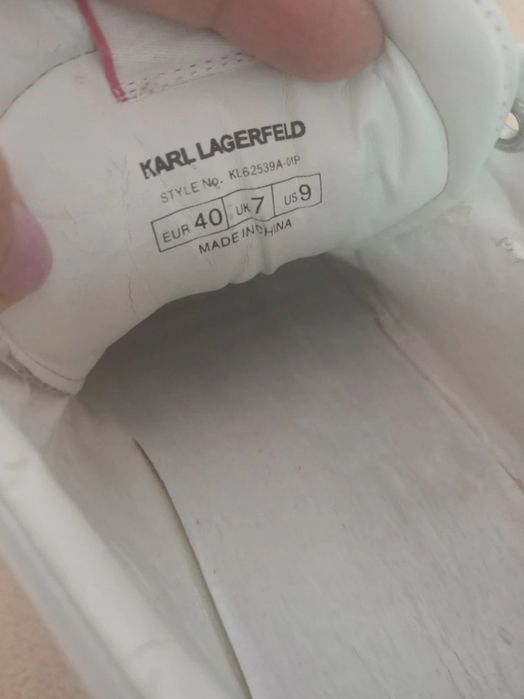 KARL LAGERFELD
STYLE No. KL62539A-01P
EUR 40 UK 7 US 9
MADE IN CHINA